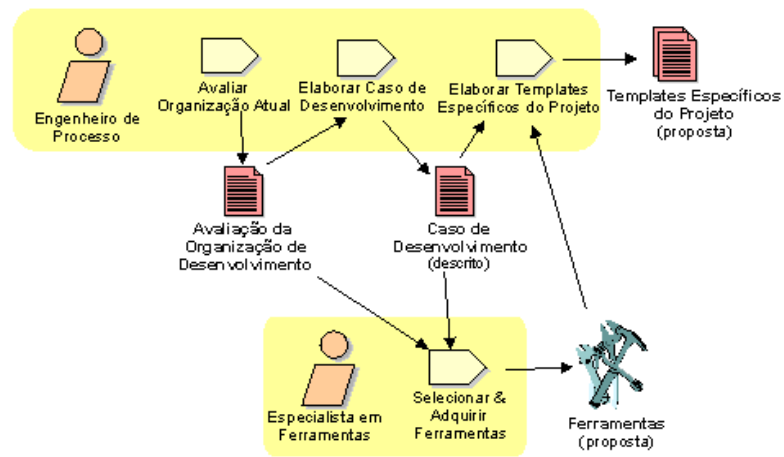 Engenheiro de
Processo
Avaliar
Organização Atual
Elaborar Caso de
Desenvolvimento
Elaborar Templates
Específicos do Projeto
Templates Específicos
do Projeto
(proposta)
Avaliação da
Organização de
Desenvolvimento
Caso de
Desenvolvimento
(descrito)
Especialista em
Ferramentas
Selecionar &
Adquirir
Ferramentas
Ferramentas
(proposta)